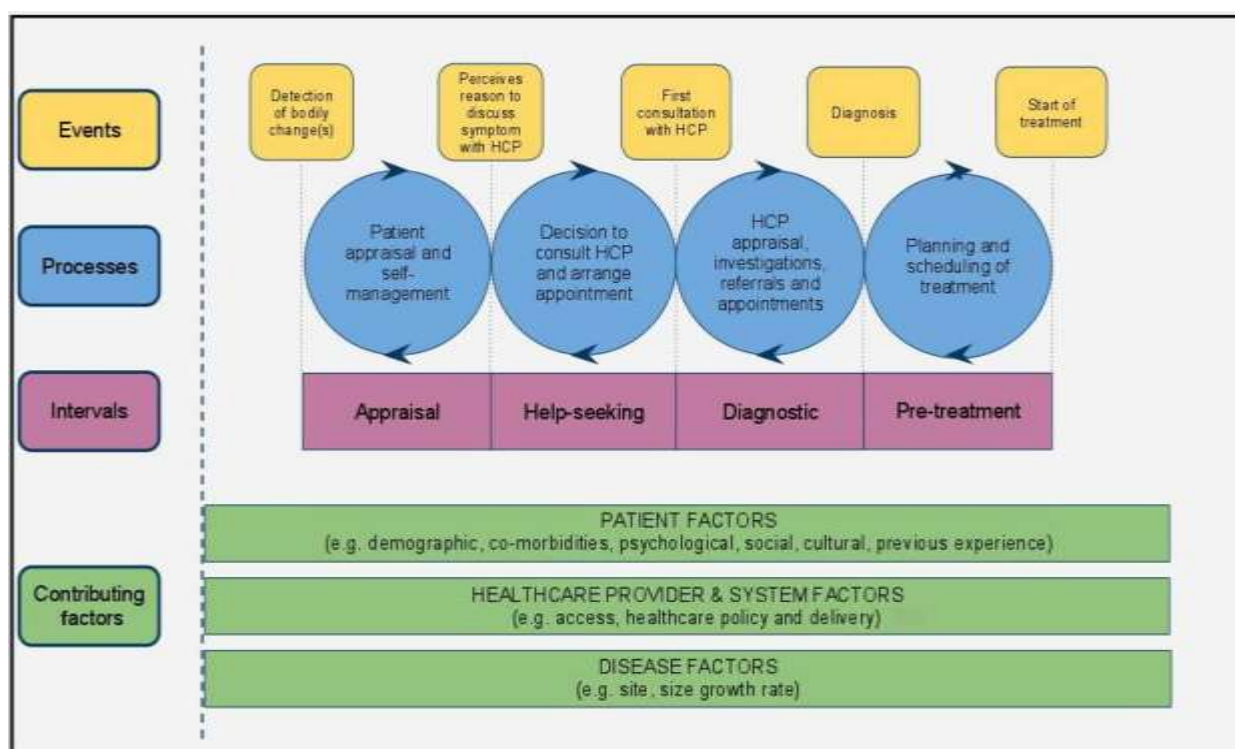 Events
Detection
of bodily
change(s)
Perceives
reason to
discuss
symptom
with HCP
First
consultation
with HCP
Diagnosis
Start of
treatment
Processes
Patient
appraisal and
self-
management
Decision to
consult HCP
and arrange
appointment
HCP
appraisal,
investigations,
referrals and
appointments
Planning and
scheduling of
treatment
Intervals
Appraisal
Help-seeking
Diagnostic
Pre-treatment
Contributing
factors
PATIENT FACTORS
(e.g. demographic, co-morbidities, psychological, social, cultural, previous experience)
HEALTHCARE PROVIDER & SYSTEM FACTORS
(e.g. access, healthcare policy and delivery)
DISEASE FACTORS
(e.g. site, size growth rate)